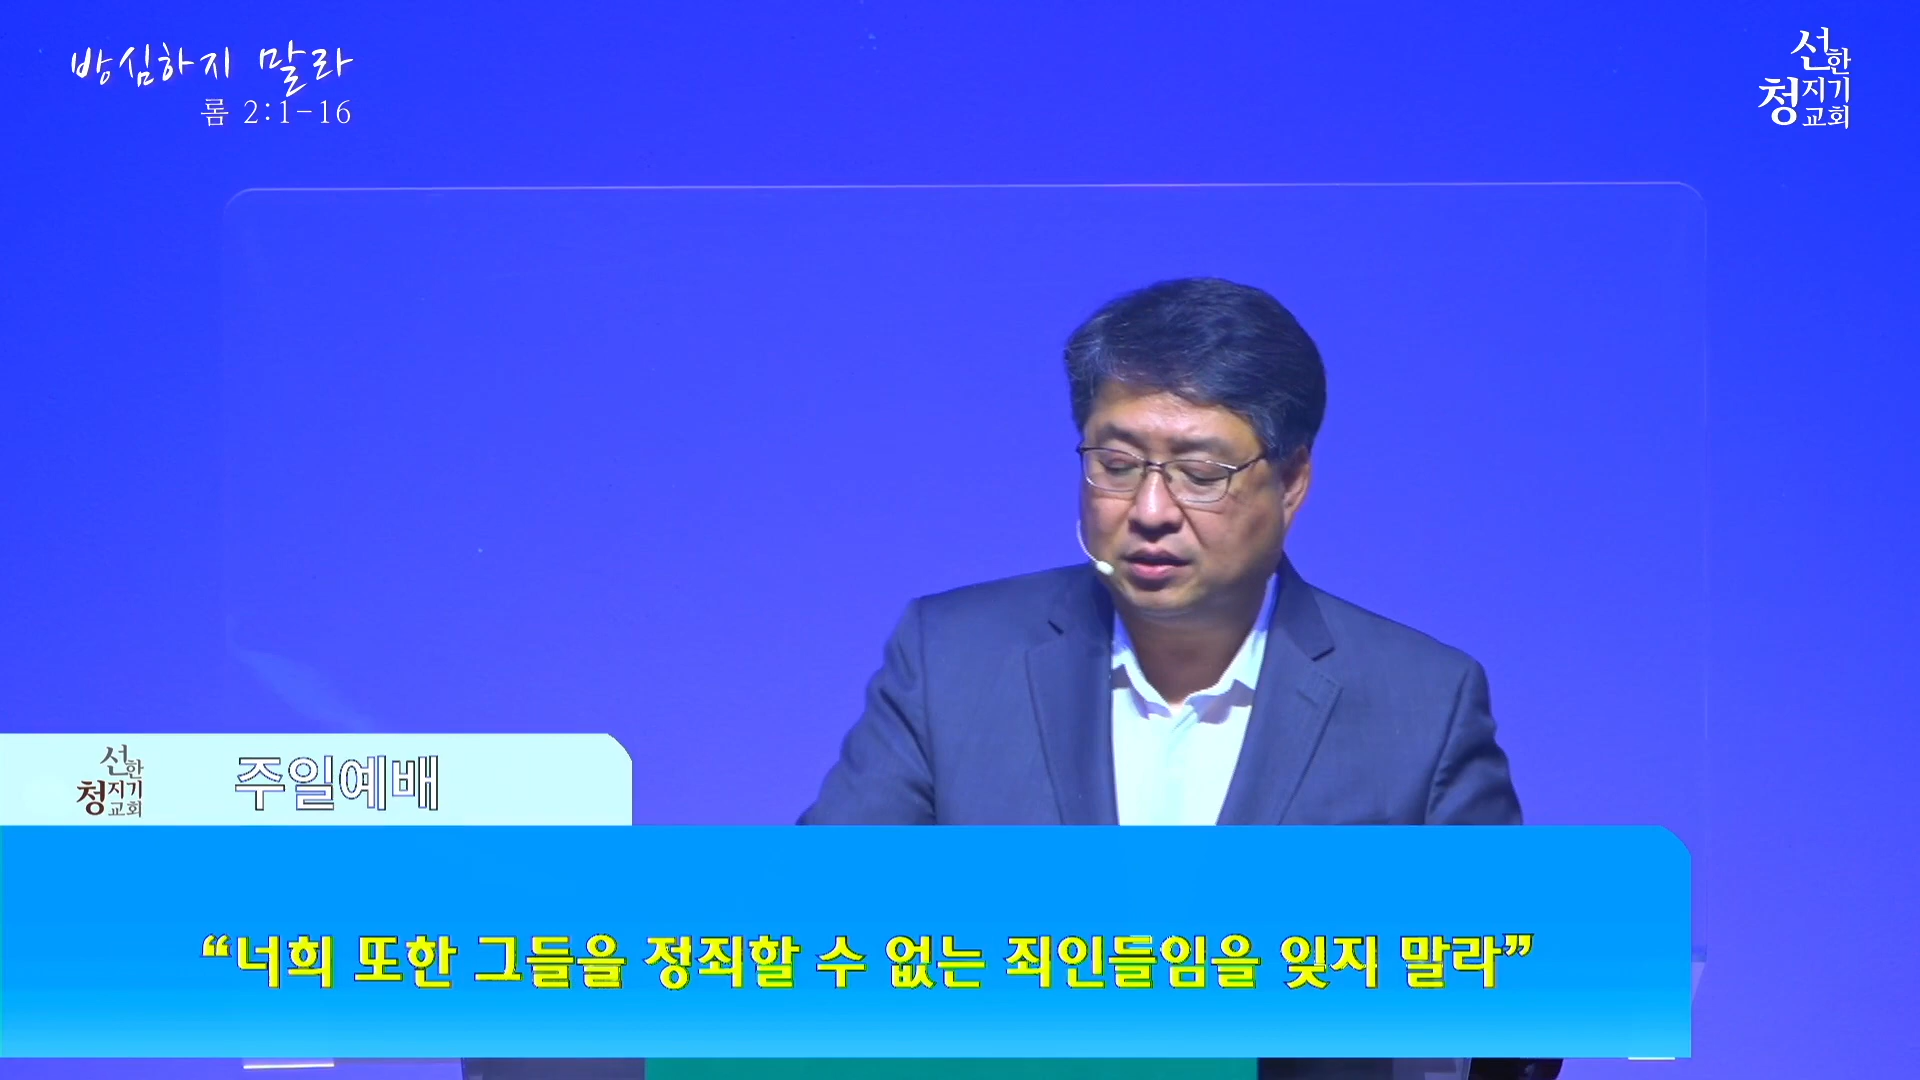 방심하지 말라
롬 2:1-16
선한
청지기
교회
선한
청지기
교회
주일예배
“너희 또한 그들을 정죄할 수 없는 죄인들임을 잊지 말라”